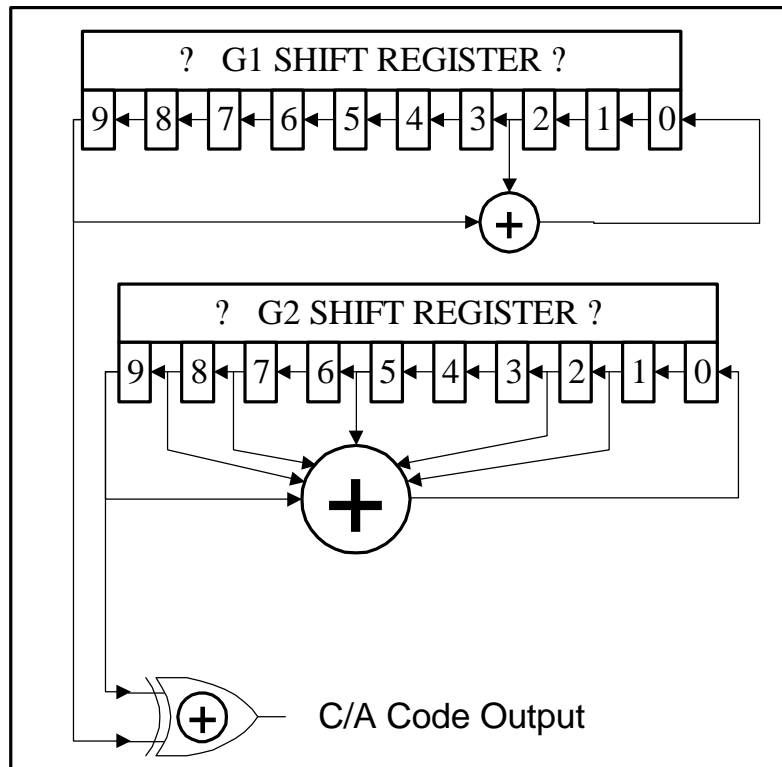 ? G1 SHIFT REGISTER ?
9 8 7 6 5 4 3 2 1 0
+
? G2 SHIFT REGISTER ?
9 8 7 6 5 4 3 2 1 0
+
+ C/A Code Output